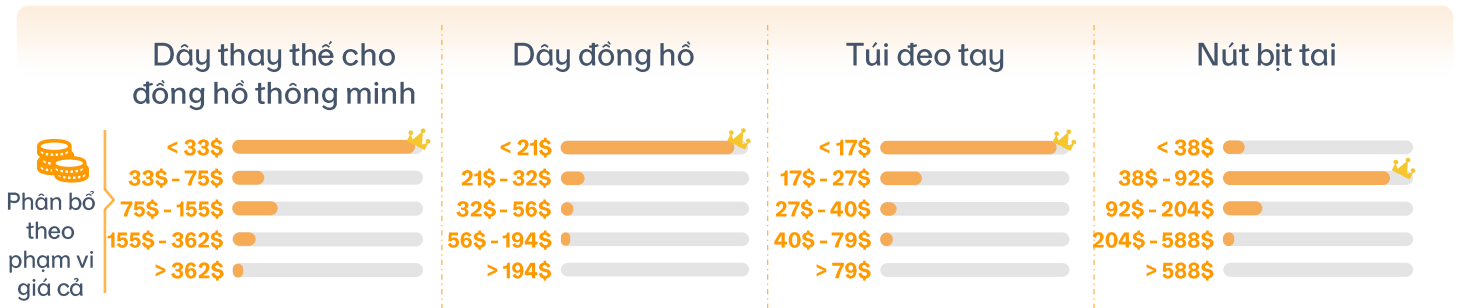 Dây thay thế cho
đồng hồ thông minh
Dây đồng hồ
Túi đeo tay
Nút bịt tai
Phân bổ
theo
phạm vi
giá cả
< 33$
33$ - 75$
75$ - 155$
155$ - 362$
> 362$
< 21$
21$ - 32$
32$ - 56$
56$ - 194$
> 194$
< 17$
17$ - 27$
27$ - 40$
40$ - 79$
> 79$
< 38$
38$ - 92$
92$ - 204$
204$ - 588$
> 588$